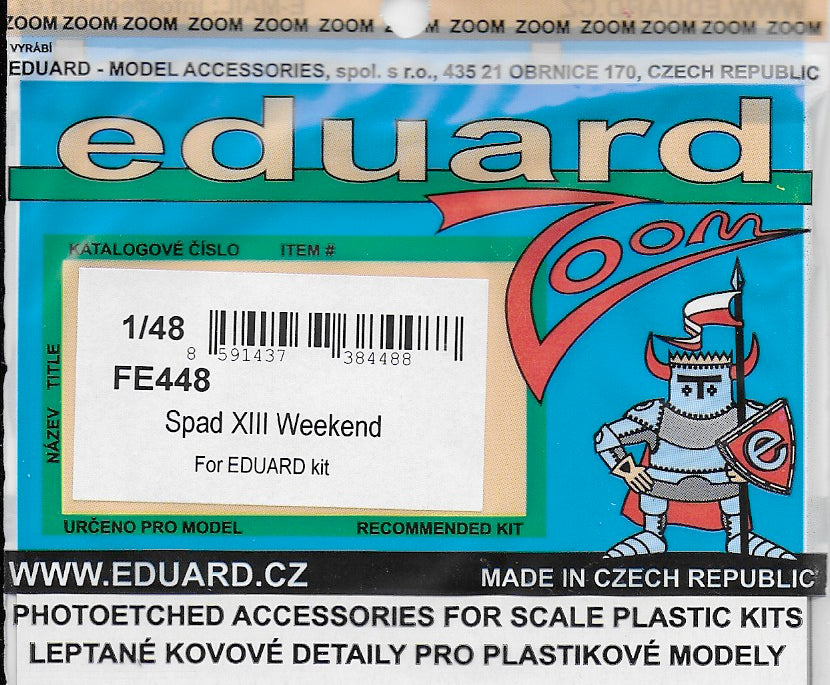 ZOOM ZOOM ZOOM ZOOM ZOOM ZOOM ZOOM ZOOM ZOOM ZOOM ZOOM ZOOM ZOOM
VYRÁBÍ
EDUARD - MODEL ACCESSORIES, spol. s r.o., 435 21 OBRNICE 170, CZECH REPUBLIC
eduard
Zoom
KATALOGOVÉ ČÍSLO ITEM #
1/48
8 591437 384488
FE448
Spad XIII Weekend
For EDUARD kit
NÁZEV TITLE
URČENO PRO MODEL RECOMMENDED KIT
e
WWW.EDUARD.CZ MADE IN CZECH REPUBLIC
PHOTOETCHED ACCESSORIES FOR SCALE PLASTIC KITS
LEPTANÉ KOVOVÉ DETAILY PRO PLASTIKOVÉ MODELY